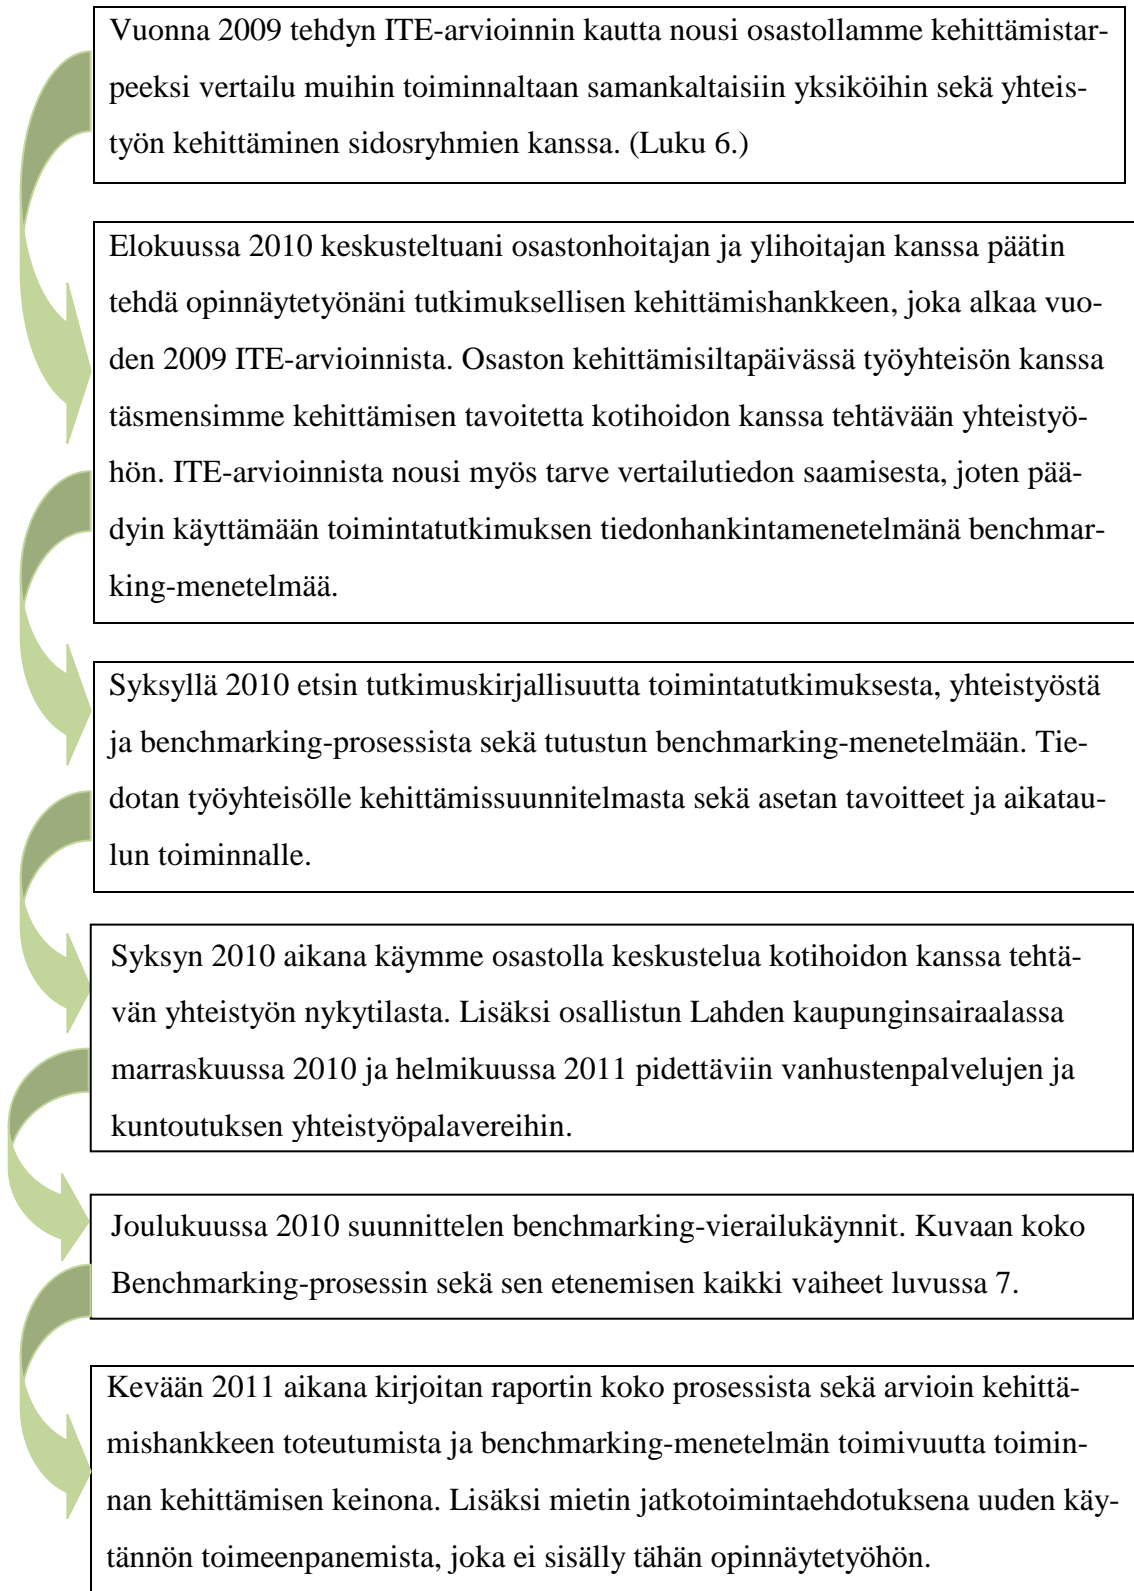 Vuonna 2009 tehdyn ITE-arvioinnin kautta nousi osastollamme kehittämistar-
peeksi vertailu muihin toiminnaltaan samankaltaisiin yksiköihin sekä yhteis-
työn kehittäminen sidosryhmien kanssa. (Luku 6.)
Elokuussa 2010 keskusteltuani osastonhoitajan ja ylihoitajan kanssa päätin
tehdä opinnäytetyönäni tutkimuksellisen kehittämishankkeen, joka alkaa vuo-
den 2009 ITE-arvioinnista. Osaston kehittämisiltapäivässä työyhteisön kanssa
täsmensimme kehittämisen tavoitetta kotihoidon kanssa tehtävään yhteistyö-
hön. ITE-arvioinnista nousi myös tarve vertailutiedon saamisesta, joten pää-
dyin käyttämään toimintatutkimuksen tiedonhankintamenetelmänä benchmar-
king-menetelmää.
Syksyllä 2010 etsin tutkimuskirjallisuutta toimintatutkimuksesta, yhteistyöstä
ja benchmarking-prosessista sekä tutustun benchmarking-menetelmään. Tie-
dotan työyhteisölle kehittämissuunnitelmasta sekä asetan tavoitteet ja aikatau-
lun toiminnalle.
Syksyn 2010 aikana käymme osastolla keskustelua kotihoidon kanssa tehtä-
vän yhteistyön nykytilasta. Lisäksi osallistun Lahden kaupunginsairaalassa
marraskuussa 2010 ja helmikuussa 2011 pidettäviin vanhustenpalvelujen ja
kuntoutuksen yhteistyöpalavereihin.
Joulukuussa 2010 suunnittelen benchmarking-vierailukäynnit. Kuvaan koko
Benchmarking-prosessin sekä sen etenemisen kaikki vaiheet luvussa 7.
Kevään 2011 aikana kirjoitan raportin koko prosessista sekä arvioin kehittä-
mishankkeen toteutumista ja benchmarking-menetelmän toimivuutta toimin-
nan kehittämisen keinona. Lisäksi mietin jatkotoimintaehdotuksena uuden käy-
tännön toimeenpanemista, joka ei sisälly tähän opinnäytetyöhön.